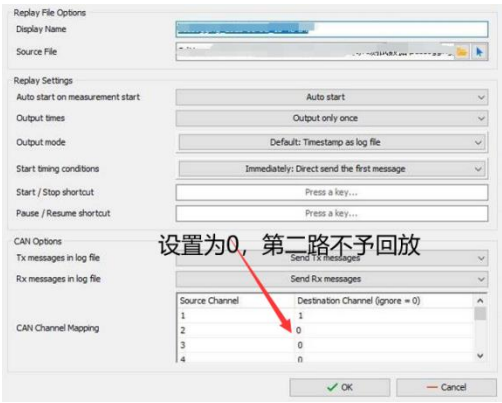 Replay File Options
Display Name
Source File
Replay Settings
Auto start on measurement start Auto start
Output times Output only once
Output mode Default: Timestamp as log file
Start timing conditions Immediately: Direct send the first message
Start / Stop shortcut Press a key...
Pause / Resume shortcut Press a key...
设置为0，第二路不予回放
CAN Options
Tx messages in log file Send Tx messages
Rx messages in log file Send Rx messages
Source Channel Destination Channel (ignore = 0)
1 1
CAN Channel Mapping
2 0
3 0
4 0
OK Cancel